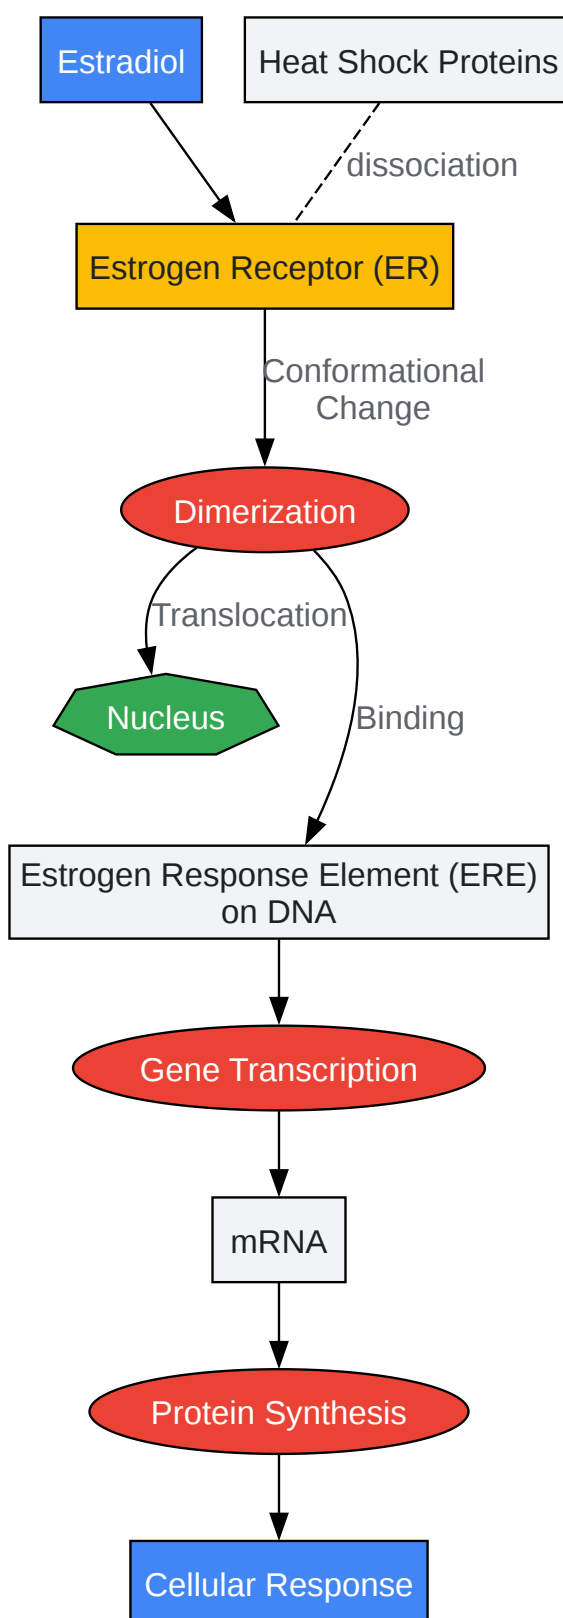 Estradiol
Heat Shock Proteins
dissociation
Estrogen Receptor (ER)
Conformational
Change
Dimerization
Translocation
Nucleus
Binding
Estrogen Response Element (ERE)
on DNA
Gene Transcription
mRNA
Protein Synthesis
Cellular Response